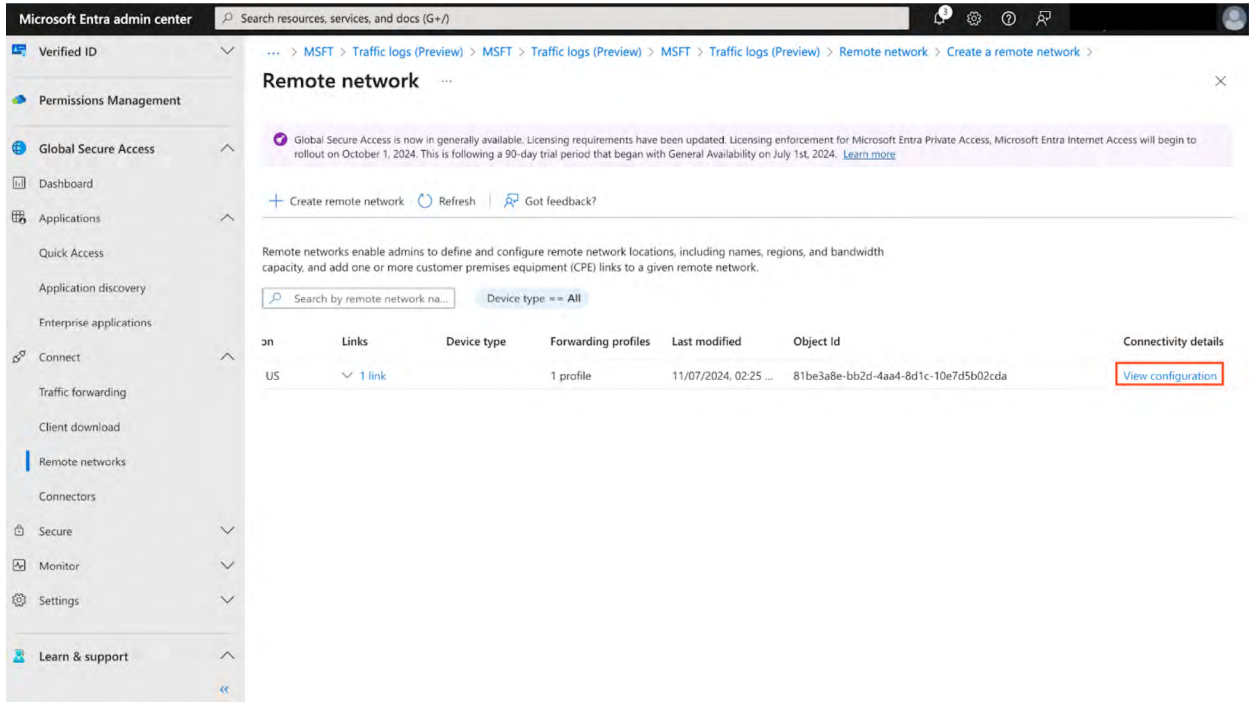 Microsoft Entra admin center
Search resources, services, and docs (G+/)
3
Verified ID
Permissions Management
Global Secure Access
Dashboard
Applications
Quick Access
Application discovery
Enterprise applications
Connect
Traffic forwarding
Client download
Remote networks
Connectors
Secure
Monitor
Settings
Learn & support
«
... > MSFT > Traffic logs (Preview) > MSFT > Traffic logs (Preview) > MSFT > Traffic logs (Preview) > Remote network > Create a remote network >
Remote network ...
Global Secure Access is now in generally available. Licensing requirements have been updated. Licensing enforcement for Microsoft Entra Private Access, Microsoft Entra Internet Access will begin to
rollout on October 1, 2024. This is following a 90-day trial period that began with General Availability on July 1st, 2024. Learn more
Create remote network Refresh Got feedback?
Remote networks enable admins to define and configure remote network locations, including names, regions, and bandwidth
capacity, and add one or more customer premises equipment (CPE) links to a given remote network.
Search by remote network na... Device type == All
on Links Device type Forwarding profiles Last modified Object Id Connectivity details
US 1 link 1 profile 11/07/2024, 02:25 ... 81be3a8e-bb2d-4aa4-8d1c-10e7d5b02cda View configuration